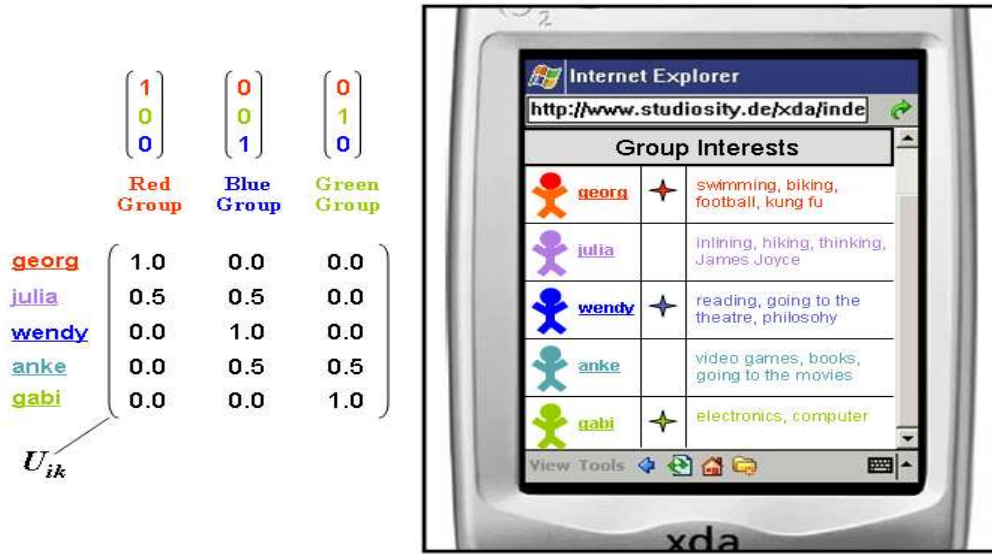 1 0 0
0 0 1
0 1 0
Red Group
Blue Group
Green Group
georg 1.0 0.0 0.0
julia 0.5 0.5 0.0
wendy 0.0 1.0 0.0
anke 0.0 0.5 0.5
gabi 0.0 0.0 1.0
Uik
2
Internet Explorer
http://www.studiosity.de/xda/inde
Group Interests
georg swimming, biking,
football, kung fu
julia inlining, hiking, thinking,
James Joyce
wendy reading, going to the
theatre, philosohy
anke video games, books,
going to the movies
gabi electronics, computer
View Tools
xda